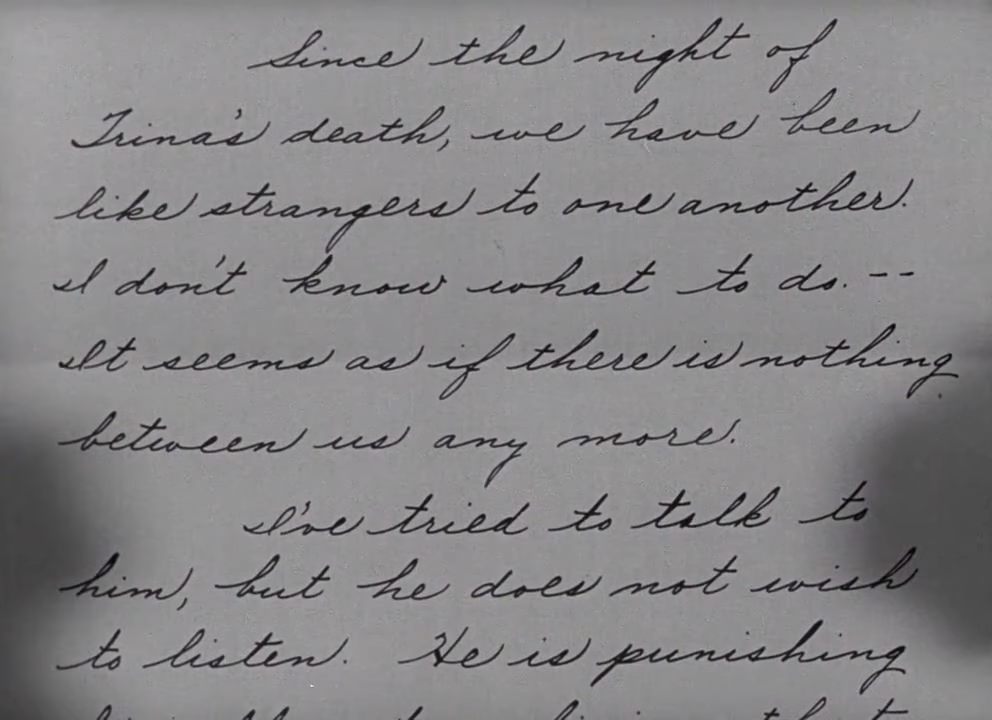 Since the night of
Trina's death, we have been
like strangers to one another.
I don't know what to do. --
It seems as if there is nothing
between us any more.
I've tried to talk to
him, but he does not wish
to listen. He is punishing